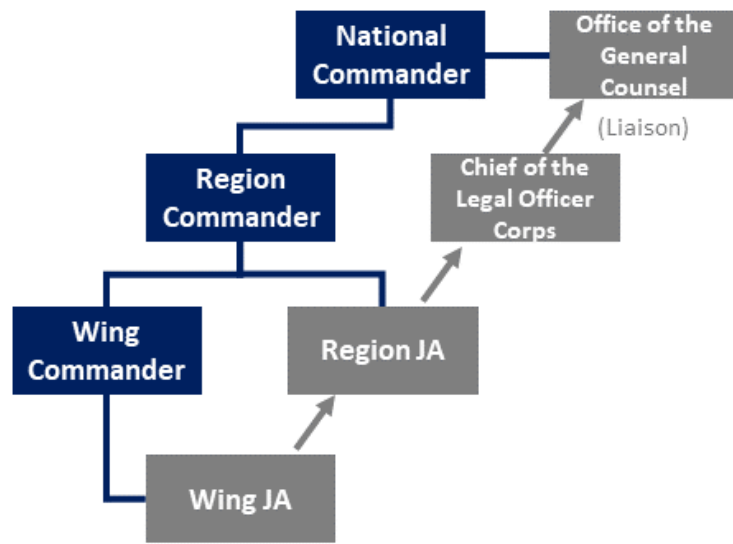 National
Commander
Office of the
General
Counsel
(Liaison)
Region
Commander
Chief of the
Legal Officer
Corps
Wing
Commander
Region JA
Wing JA